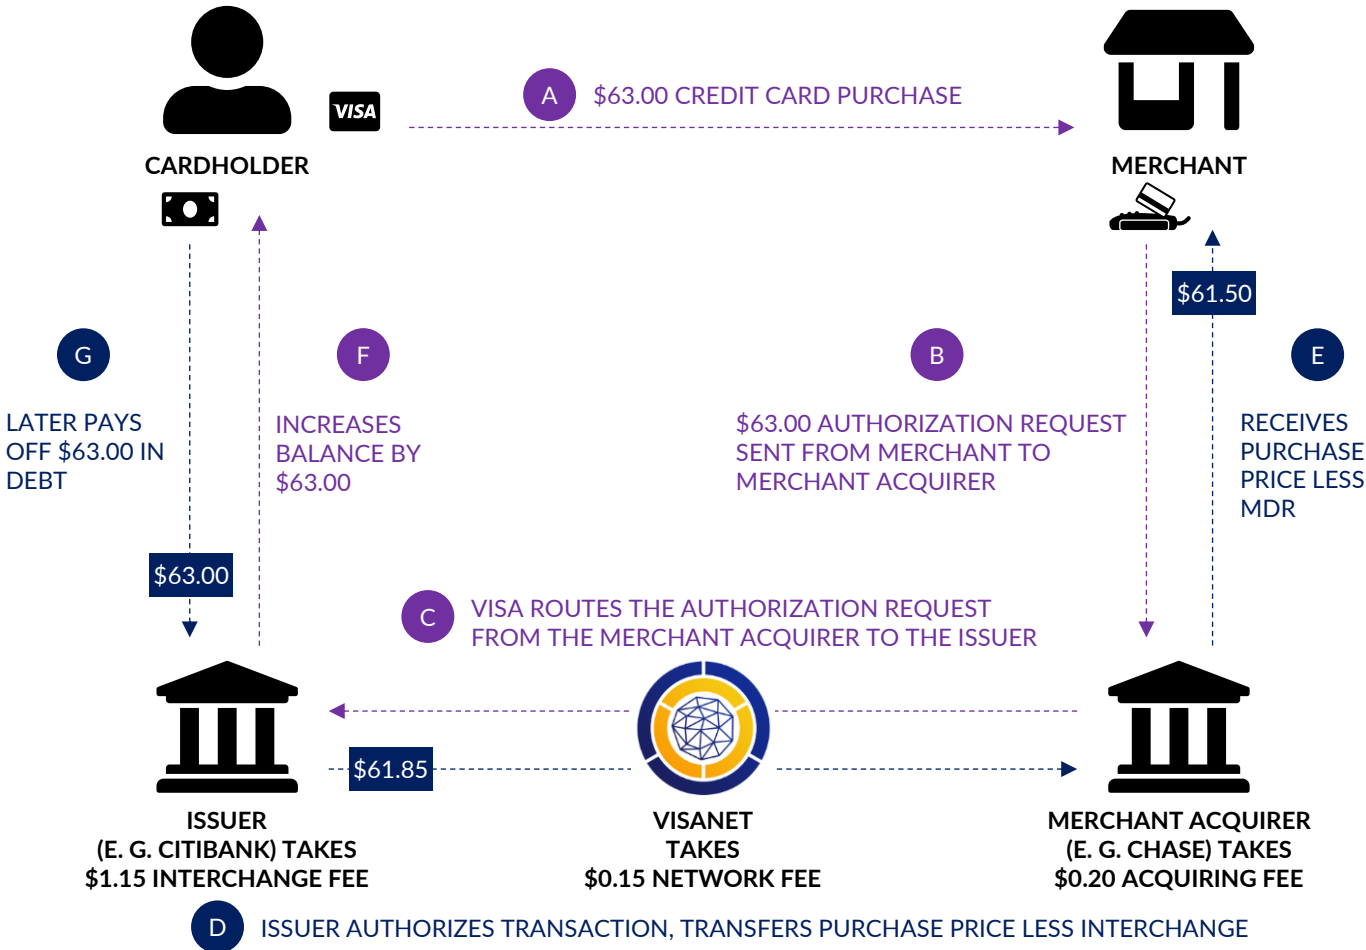 A
$63.00 CREDIT CARD PURCHASE
VISA
CARDHOLDER
MERCHANT
$61.50
G
F
B
E
LATER PAYS
OFF $63.00 IN
DEBT
INCREASES
BALANCE BY
$63.00
$63.00 AUTHORIZATION REQUEST
SENT FROM MERCHANT TO
MERCHANT ACQUIRER
RECEIVES
PURCHASE
PRICE LESS
MDR
$63.00
C
VISA ROUTES THE AUTHORIZATION REQUEST
FROM THE MERCHANT ACQUIRER TO THE ISSUER
$61.85
ISSUER
(E. G. CITIBANK) TAKES
$1.15 INTERCHANGE FEE
VISANET
TAKES
$0.15 NETWORK FEE
MERCHANT ACQUIRER
(E. G. CHASE) TAKES
$0.20 ACQUIRING FEE
D
ISSUER AUTHORIZES TRANSACTION, TRANSFERS PURCHASE PRICE LESS INTERCHANGE